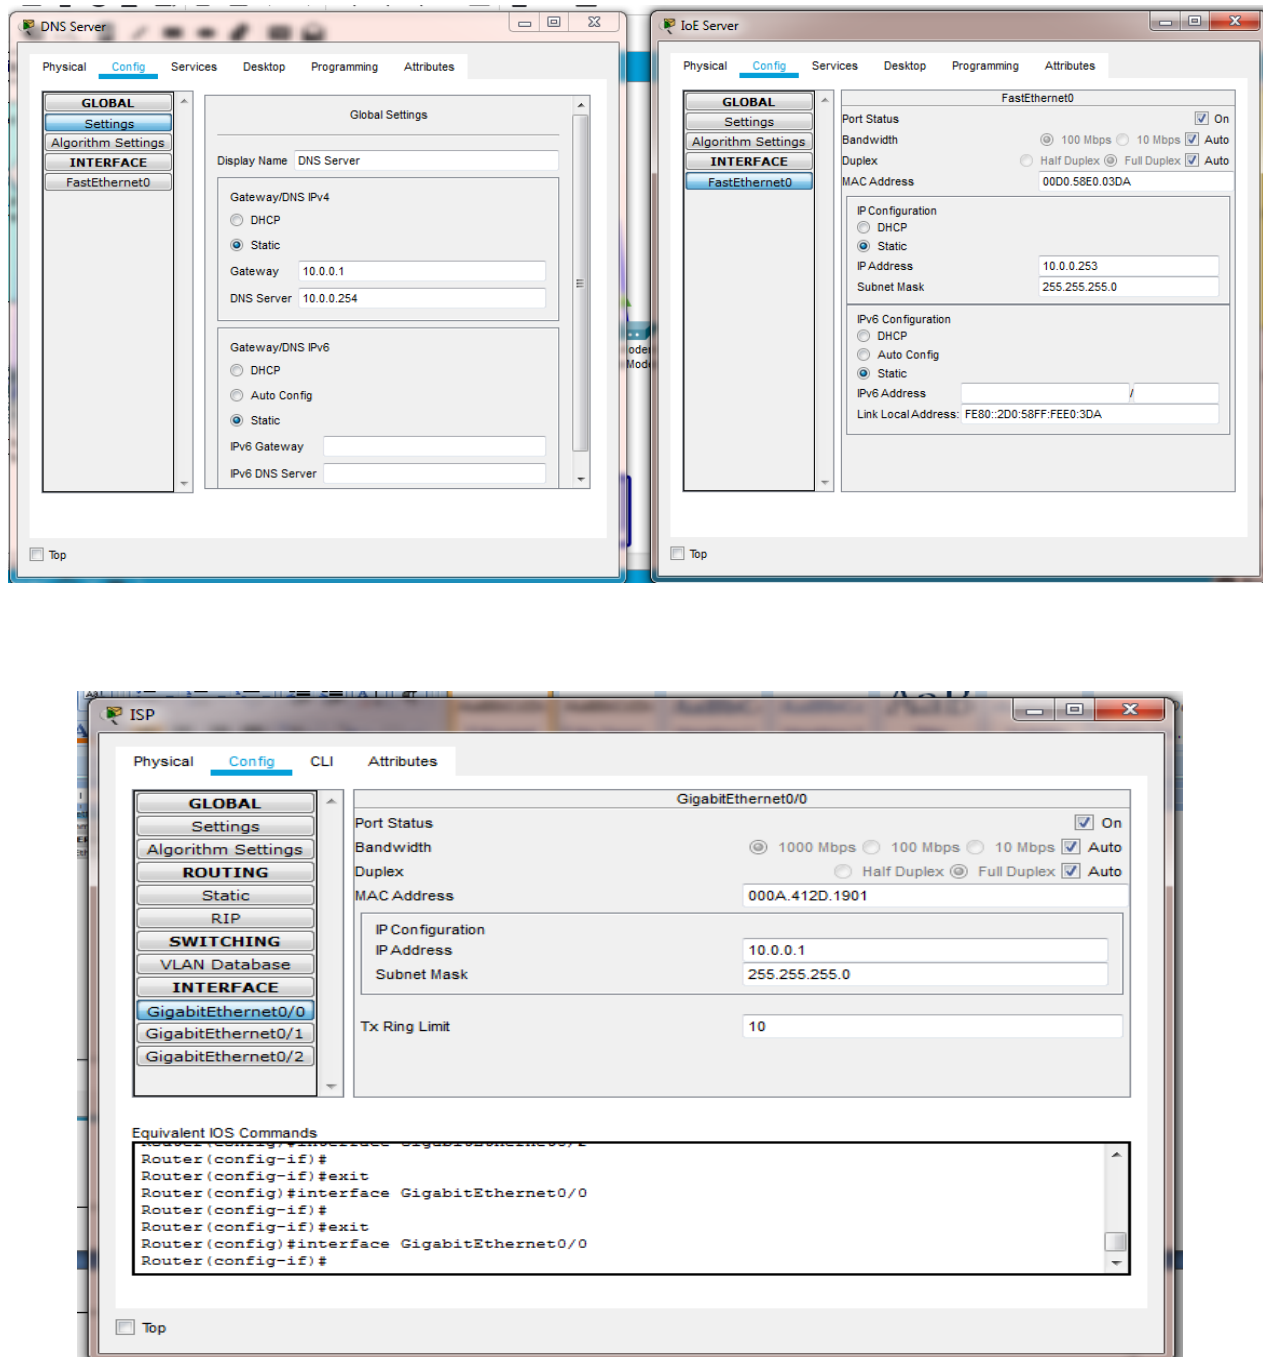 DNS Server
Physical Config Services Desktop Programming Attributes
GLOBAL
Settings
Algorithm Settings
INTERFACE
FastEthernet0
Global Settings
Display Name DNS Server
Gateway/DNS IPv4
DHCP
Static
Gateway 10.0.0.1
DNS Server 10.0.0.254
Gateway/DNS IPv6
DHCP
Auto Config
Static
IPv6 Gateway
IPv6 DNS Server
Top
IoE Server
Physical Config Services Desktop Programming Attributes
GLOBAL
Settings
Algorithm Settings
INTERFACE
FastEthernet0
FastEthernet0
Port Status On
Bandwidth 100 Mbps 10 Mbps Auto
Duplex Half Duplex Full Duplex Auto
MAC Address 00D0.58E0.03DA
IP Configuration
DHCP
Static
IP Address 10.0.0.253
Subnet Mask 255.255.255.0
IPv6 Configuration
DHCP
Auto Config
Static
IPv6 Address /
Link Local Address: FE80::2D0:58FF:FEE0:3DA
Top
ISP
Physical Config CLI Attributes
GLOBAL
Settings
Algorithm Settings
ROUTING
Static
RIP
SWITCHING
VLAN Database
INTERFACE
GigabitEthernet0/0
GigabitEthernet0/1
GigabitEthernet0/2
GigabitEthernet0/0
Port Status On
Bandwidth 1000 Mbps 100 Mbps 10 Mbps Auto
Duplex Half Duplex Full Duplex Auto
MAC Address 000A.412D.1901
IP Configuration
IP Address 10.0.0.1
Subnet Mask 255.255.255.0
Tx Ring Limit 10
Equivalent IOS Commands
Router(config-if)#
Router(config-if)#exit
Router(config)#interface GigabitEthernet0/0
Router(config-if)#
Router(config-if)#exit
Router(config)#interface GigabitEthernet0/0
Router(config-if)#
Top